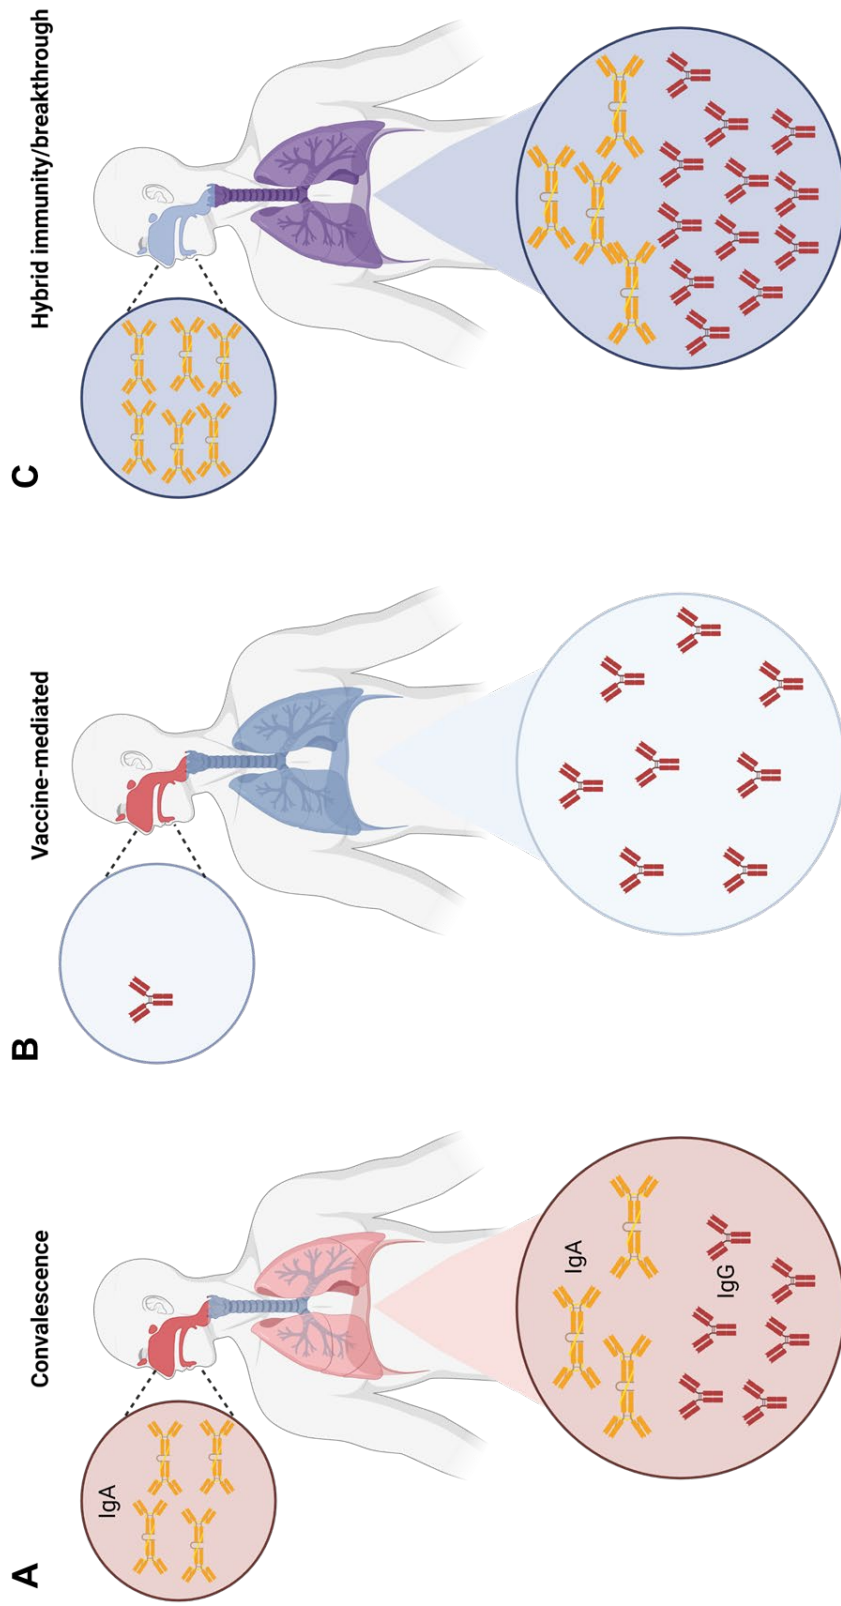 A
Convalescence
IgA
IgA
IgG
B
Vaccine-mediated
C
Hybrid immunity/breakthrough